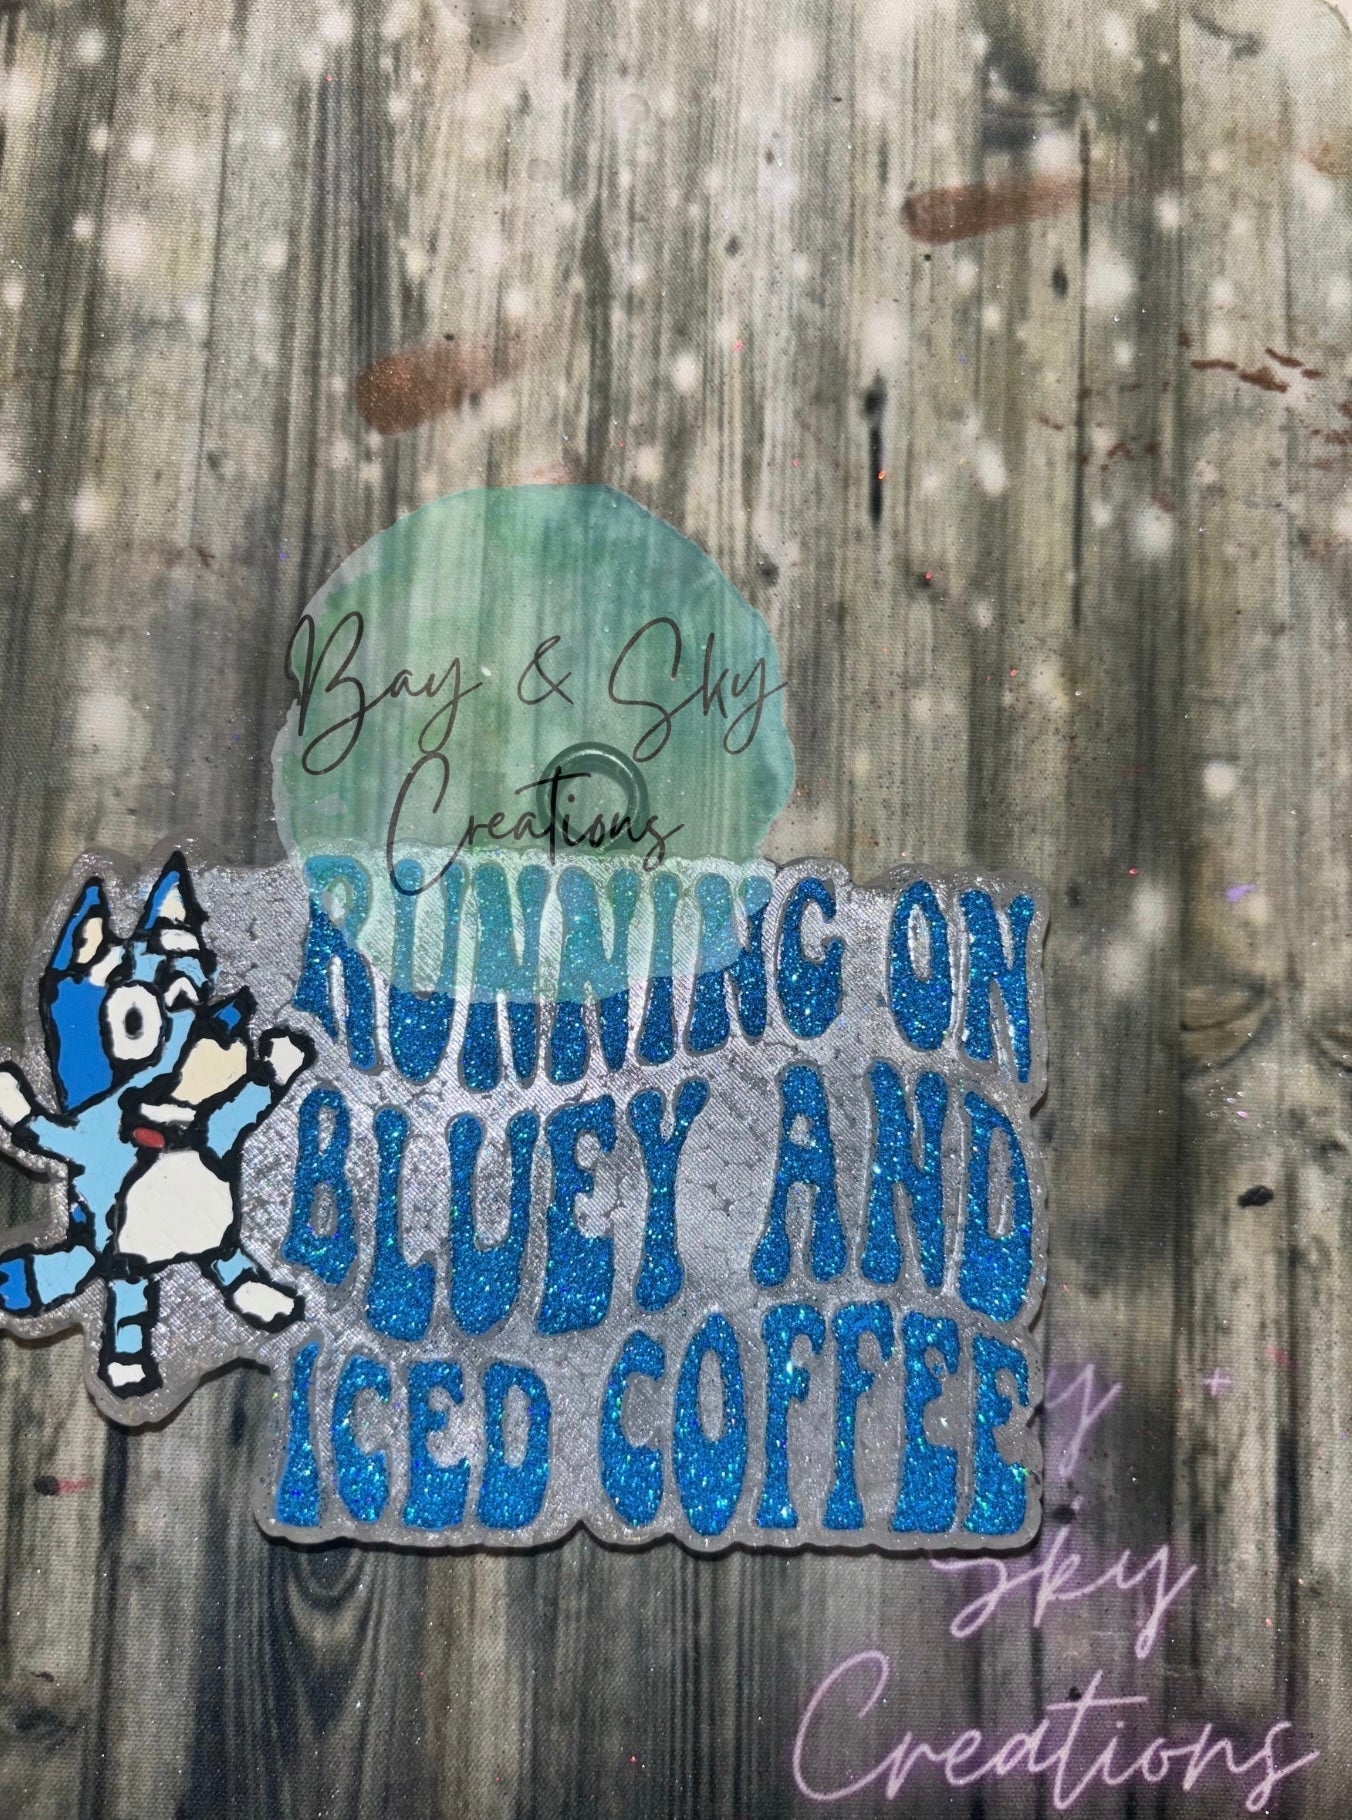 Bay & Sky
Creations
RUNNING ON
BLUEY AND
ICED COFFEE
y +
Sky
Creations